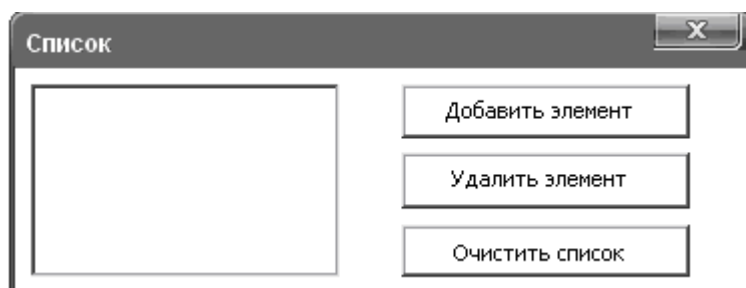 Список
X
Добавить элемент
Удалить элемент
Очистить список